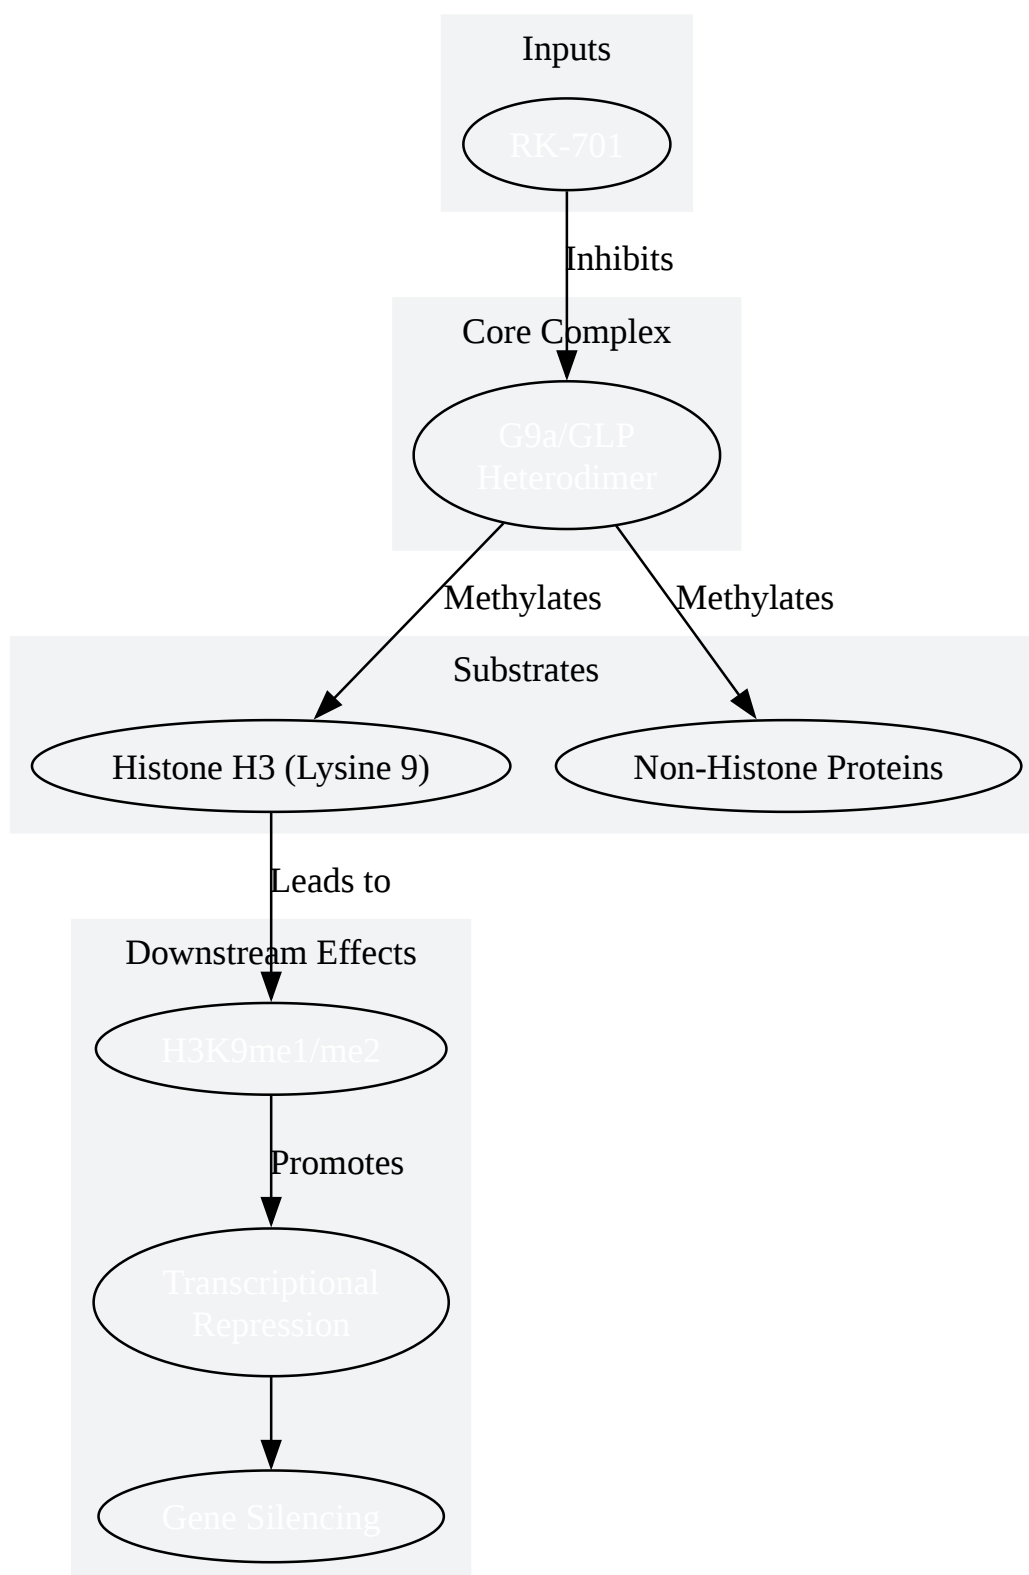 Inputs
RK-701
Inhibits
Core Complex
G9a/GLP
Heterodimer
Methylates
Methylates
Substrates
Histone H3 (Lysine 9)
Non-Histone Proteins
Leads to
Downstream Effects
H3K9me1/me2
Promotes
Transcriptional
Repression
Gene Silencing